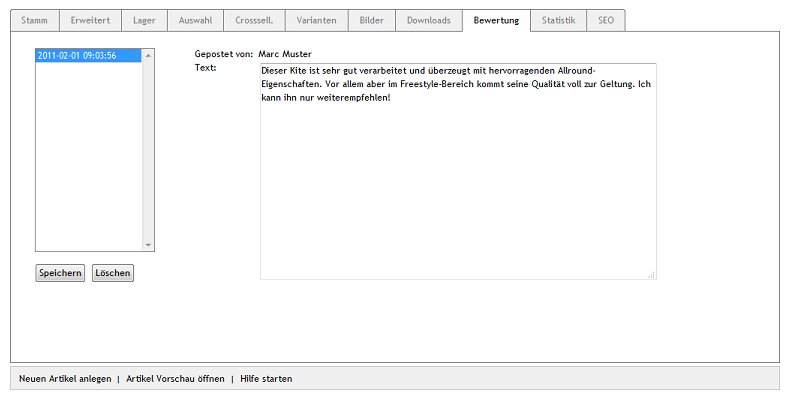 Stamm Erweitert Lager Auswahl Crosssell. Varianten Bilder Downloads Bewertung Statistik SEO
2011-02-01 09:03:56
Gepostet von: Marc Muster
Text:
Dieser Kite ist sehr gut verarbeitet und überzeugt mit hervorragenden Allround-
Eigenschaften. Vor allem aber im Freestyle-Bereich kommt seine Qualität voll zur Geltung. Ich
kann ihn nur weiterempfehlen!
Speichern Löschen
Neuen Artikel anlegen | Artikel Vorschau öffnen | Hilfe starten